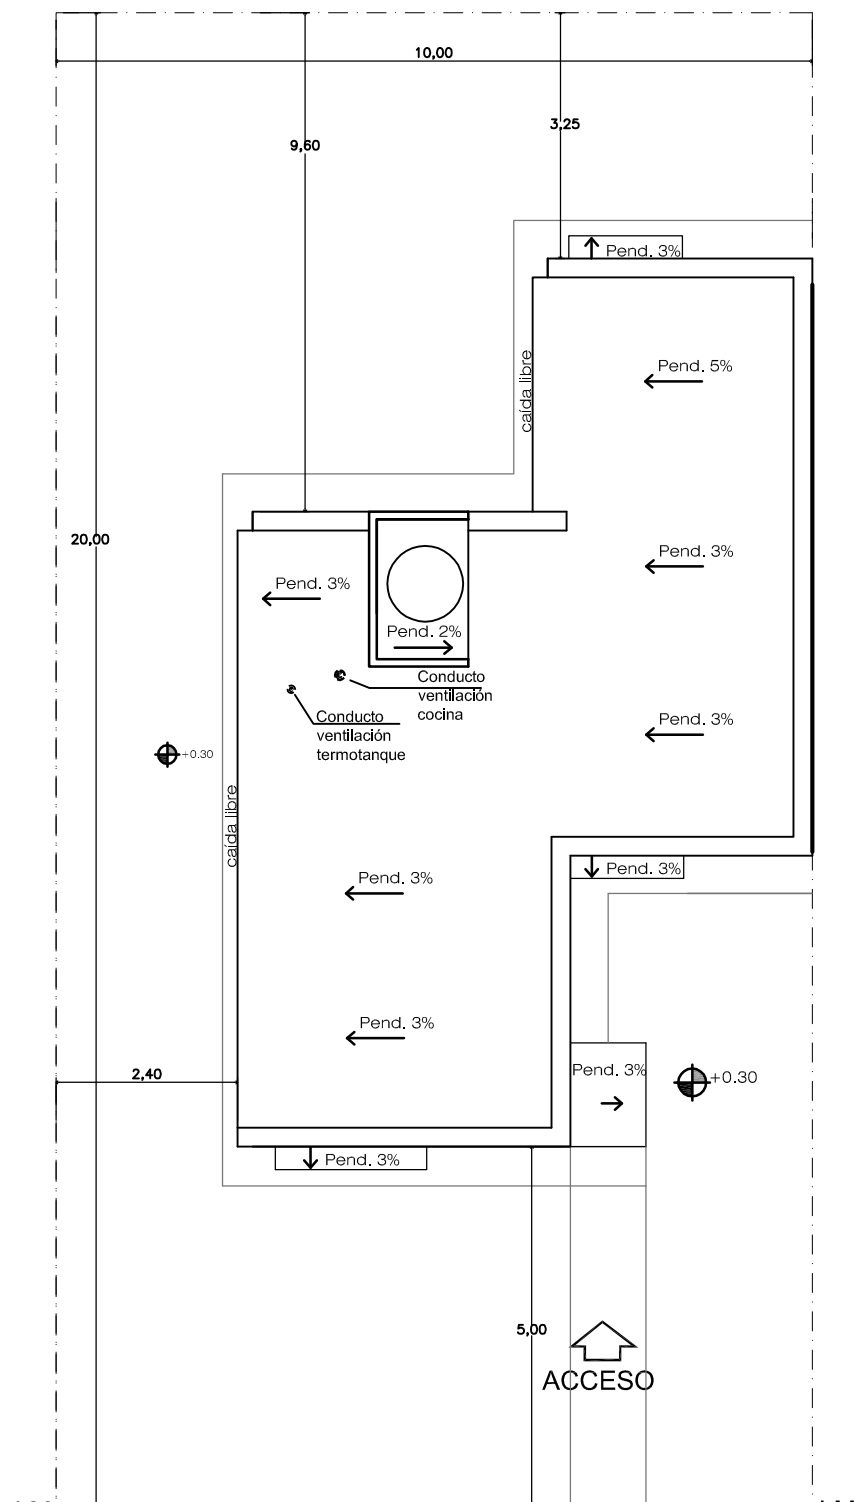 10,00
3,25
9,60
Pend. 3%
Pend. 5%
caída libre
20,00
Pend. 3%
Pend. 3%
Pend. 2%
Conducto
ventilación
cocina
Conducto
ventilación
termotanque
Pend. 3%
+0.30
caída libre
Pend. 3%
Pend. 3%
Pend. 3%
Pend. 3%
+0.30
2,40
Pend. 3%
5,00
ACCESO